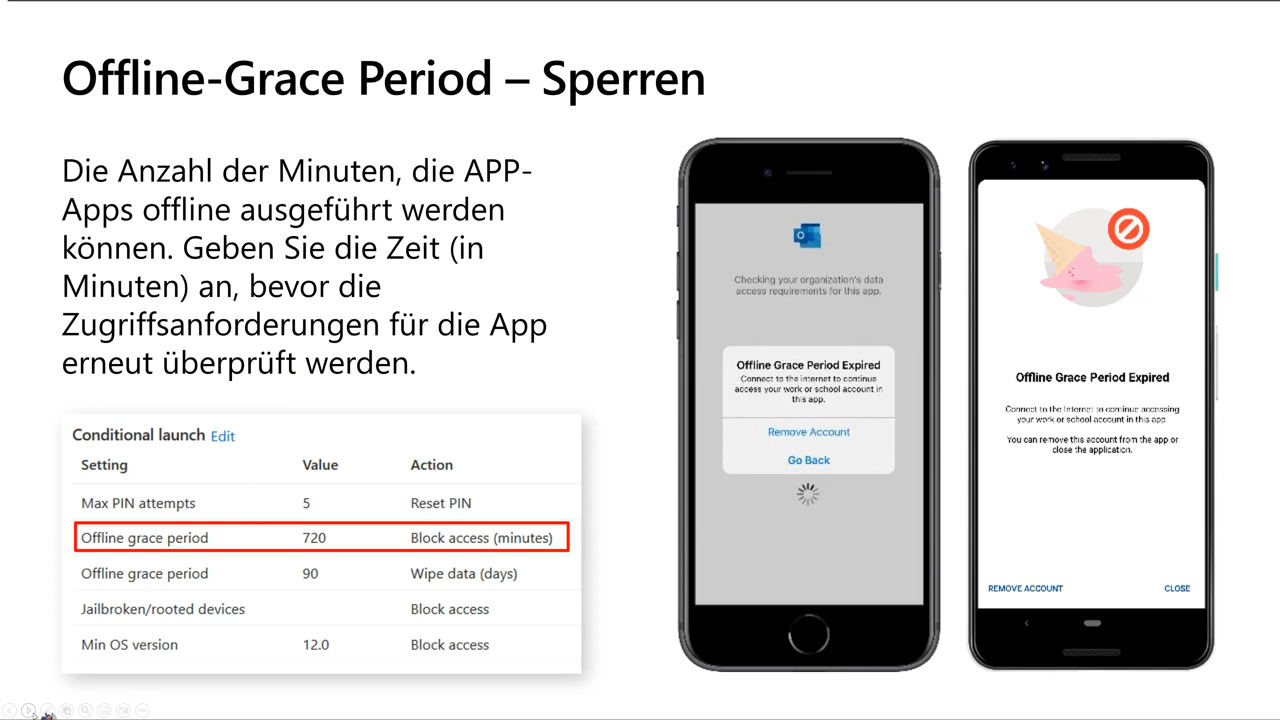 Offline-Grace Period – Sperren
Die Anzahl der Minuten, die APP-
Apps offline ausgeführt werden
können. Geben Sie die Zeit (in
Minuten) an, bevor die
Zugriffsanforderungen für die App
erneut überprüft werden.
Conditional launch Edit
Setting Value Action
Max PIN attempts 5 Reset PIN
Offline grace period 720 Block access (minutes)
Offline grace period 90 Wipe data (days)
Jailbroken/rooted devices Block access
Min OS version 12.0 Block access
Checking your organization's data
access requirements for this app.
Offline Grace Period Expired
Connect to the internet to continue
access your work or school account in
this app.
Remove Account
Go Back
Offline Grace Period Expired
Connect to the Internet to continue accessing
your work or school account in this app.
You can remove this account from the app or
close the application.
REMOVE ACCOUNT CLOSE